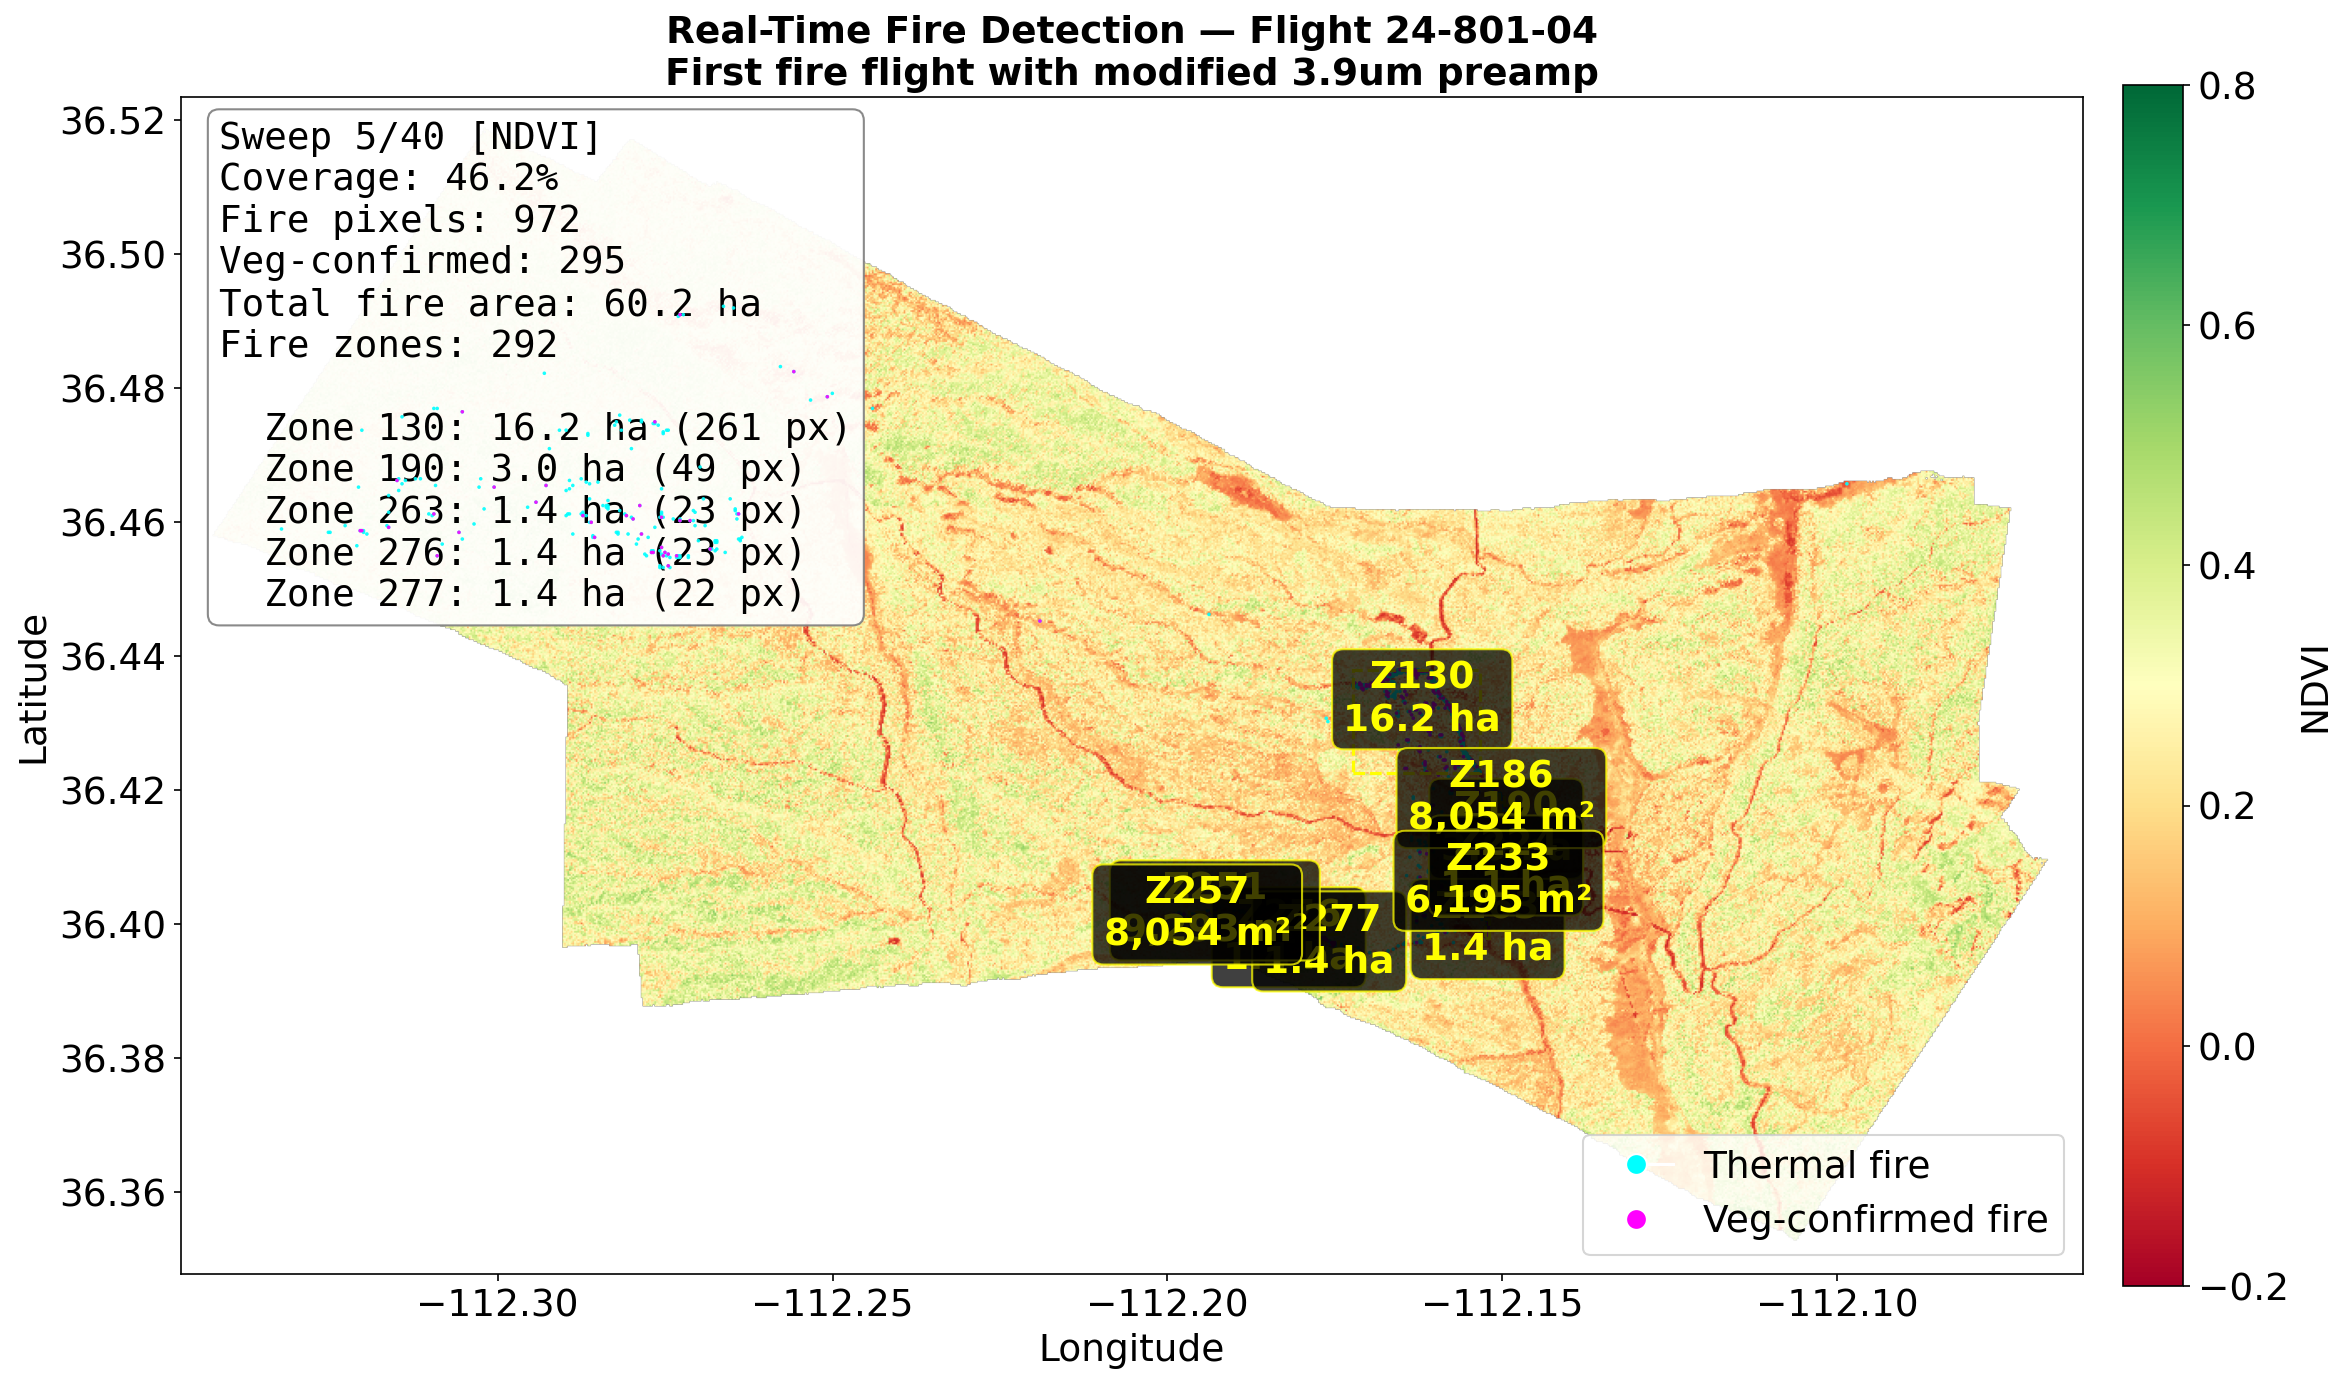 Real-Time Fire Detection — Flight 24-801-04
First fire flight with modified 3.9um preamp
Sweep 5/40 [NDVI]
Coverage: 46.2%
Fire pixels: 972
Veg-confirmed: 295
Total fire area: 60.2 ha
Fire zones: 292
Zone 130: 16.2 ha (261 px)
Zone 190: 3.0 ha (49 px)
Zone 263: 1.4 ha (23 px)
Zone 276: 1.4 ha (23 px)
Zone 277: 1.4 ha (22 px)
Z130
16.2 ha
Z186
8,054 m²
Z233
6,195 m²
1.4 ha
Z257
8,054 m²
277
1.4 ha
Thermal fire
Veg-confirmed fire
Latitude
36.52
36.50
36.48
36.46
36.44
36.42
36.40
36.38
36.36
−112.30
−112.25
−112.20
−112.15
−112.10
Longitude
0.8
0.6
0.4
0.2
0.0
−0.2
NDVI